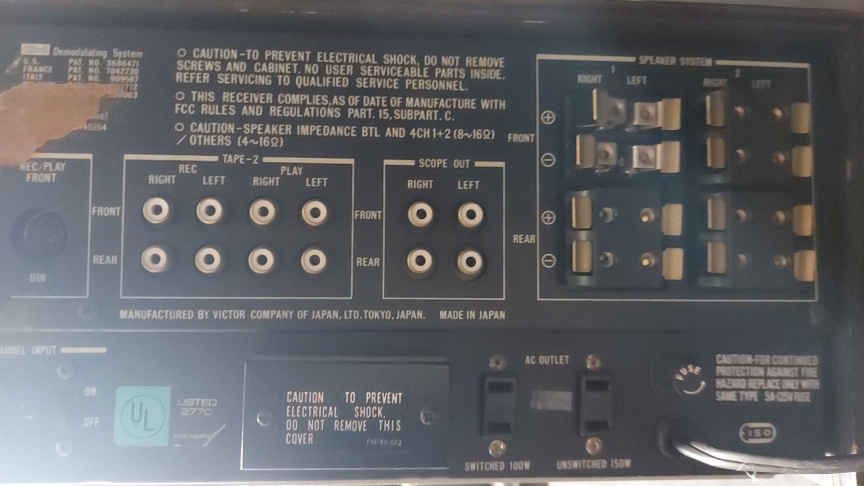 Demodulating System
U.S. PAT. NO. 3686471
FRANCE PAT. NO. 7042730
ITALY PAT. NO.
○ CAUTION-TO PREVENT ELECTRICAL SHOCK, DO NOT REMOVE
SCREWS AND CABINET. NO USER SERVICEABLE PARTS INSIDE.
REFER SERVICING TO QUALIFIED SERVICE PERSONNEL.
○ THIS RECEIVER COMPLIES, AS OF DATE OF MANUFACTURE WITH
FCC RULES AND REGULATIONS PART. 15, SUBPART. C.
○ CAUTION-SPEAKER IMPEDANCE BTL AND 4CH 1+2 (8~16Ω)
/ OTHERS (4~16Ω)
SPEAKER SYSTEM
1 2
RIGHT LEFT RIGHT LEFT
FRONT
⊕
⊖
REAR
⊕
⊖
REC/PLAY
FRONT
DIN
TAPE-2
REC PLAY
RIGHT LEFT RIGHT LEFT
FRONT
REAR
SCOPE OUT
RIGHT LEFT
FRONT
REAR
MANUFACTURED BY VICTOR COMPANY OF JAPAN, LTD. TOKYO, JAPAN. MADE IN JAPAN
INPUT
ON
OFF
UL
LISTED
277C
CAUTION TO PREVENT
ELECTRICAL SHOCK,
DO NOT REMOVE THIS
COVER
AC OUTLET
SWITCHED 100W UNSWITCHED 150W
FUSE
CAUTION-FOR CONTINUED
PROTECTION AGAINST FIRE
HAZARD REPLACE ONLY WITH
SAME TYPE 5A-125V FUSE
ISO